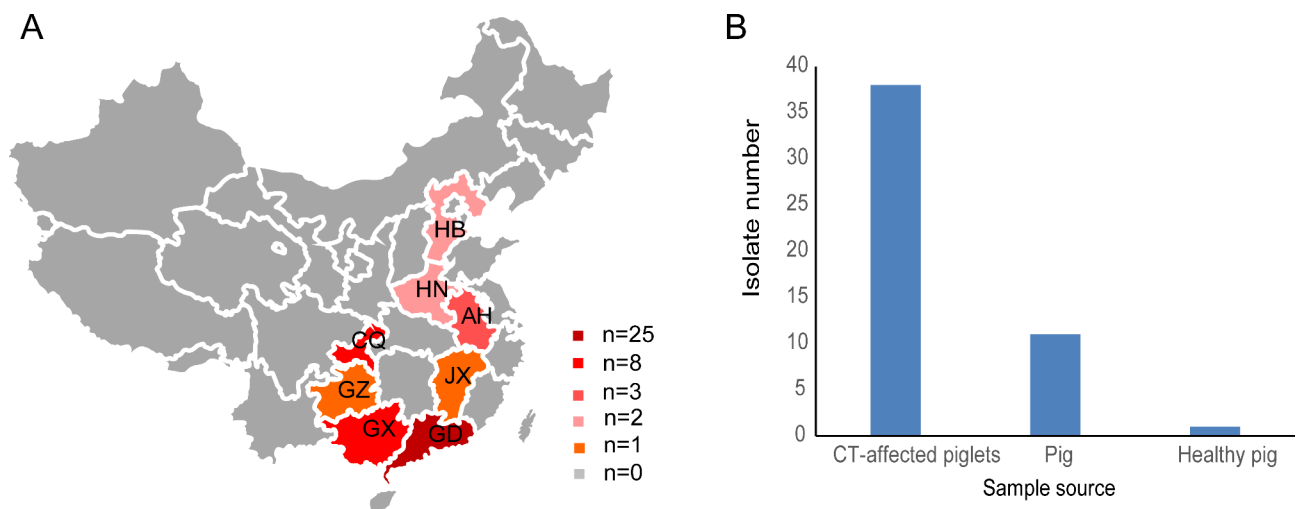 A
HB
HN
AH
CQ
JX
GZ
GX
GD
n=25
n=8
n=3
n=2
n=1
n=0
B
Isolate number
40
35
30
25
20
15
10
5
0
CT-affected piglets
Pig
Healthy pig
Sample source